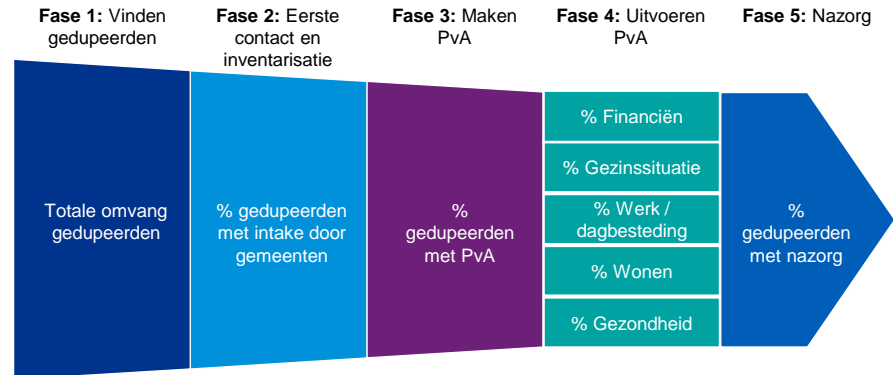 Fase 1: Vinden
gedupeerden
Fase 2: Eerste
contact en
inventarisatie
Fase 3: Maken
PvA
Fase 4: Uitvoeren
PvA
Fase 5: Nazorg
Totale omvang
gedupeerden
% gedupeerden
met intake door
gemeenten
%
gedupeerden
met PvA
% Financiën
% Gezinssituatie
% Werk /
dagbesteding
% Wonen
% Gezondheid
%
gedupeerden
met nazorg